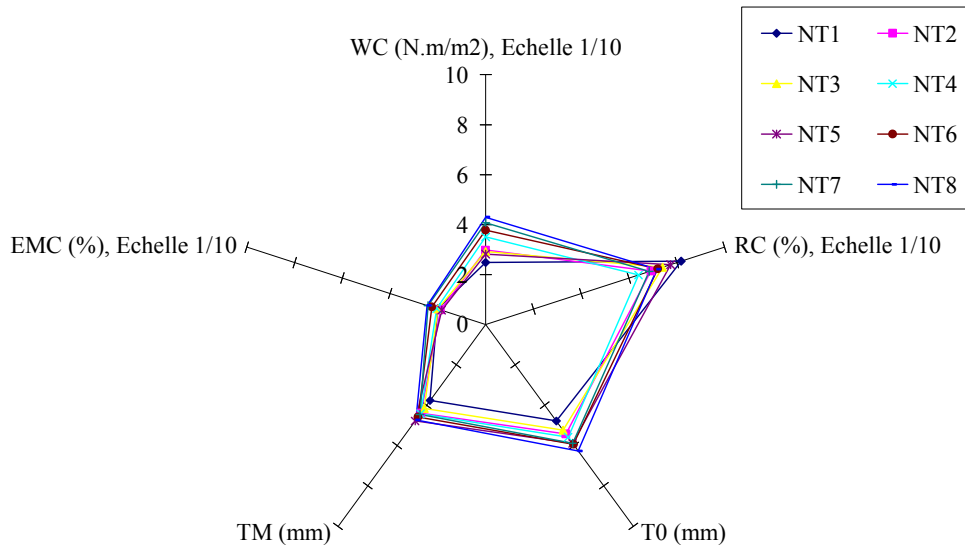 WC (N.m/m2), Echelle 1/10
10
8
6
4
2
0
EMC (%), Echelle 1/10
RC (%), Echelle 1/10
TM (mm)
T0 (mm)
NT1 NT2
NT3 NT4
NT5 NT6
NT7 NT8